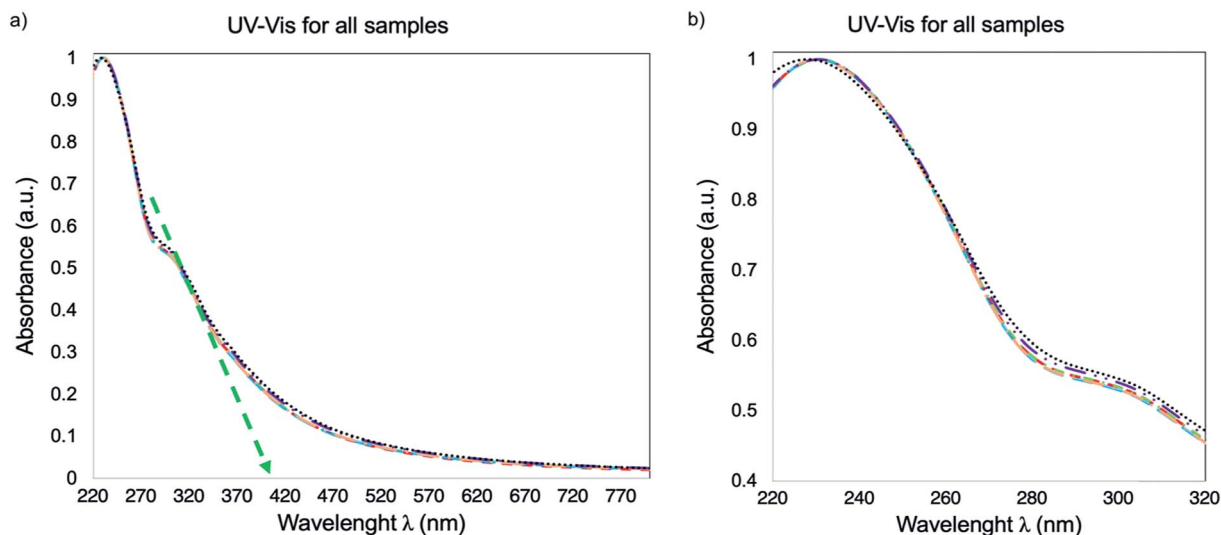 a)
UV-Vis for all samples
1
0.9
0.8
0.7
0.6
0.5
0.4
0.3
0.2
0.1
0
Absorbance (a.u.)
220 270 320 370 420 470 520 570 620 670 720 770
Wavelenght λ (nm)
b)
UV-Vis for all samples
1
0.9
0.8
0.7
0.6
0.5
0.4
Absorbance (a.u.)
220 240 260 280 300 320
Wavelenght λ (nm)